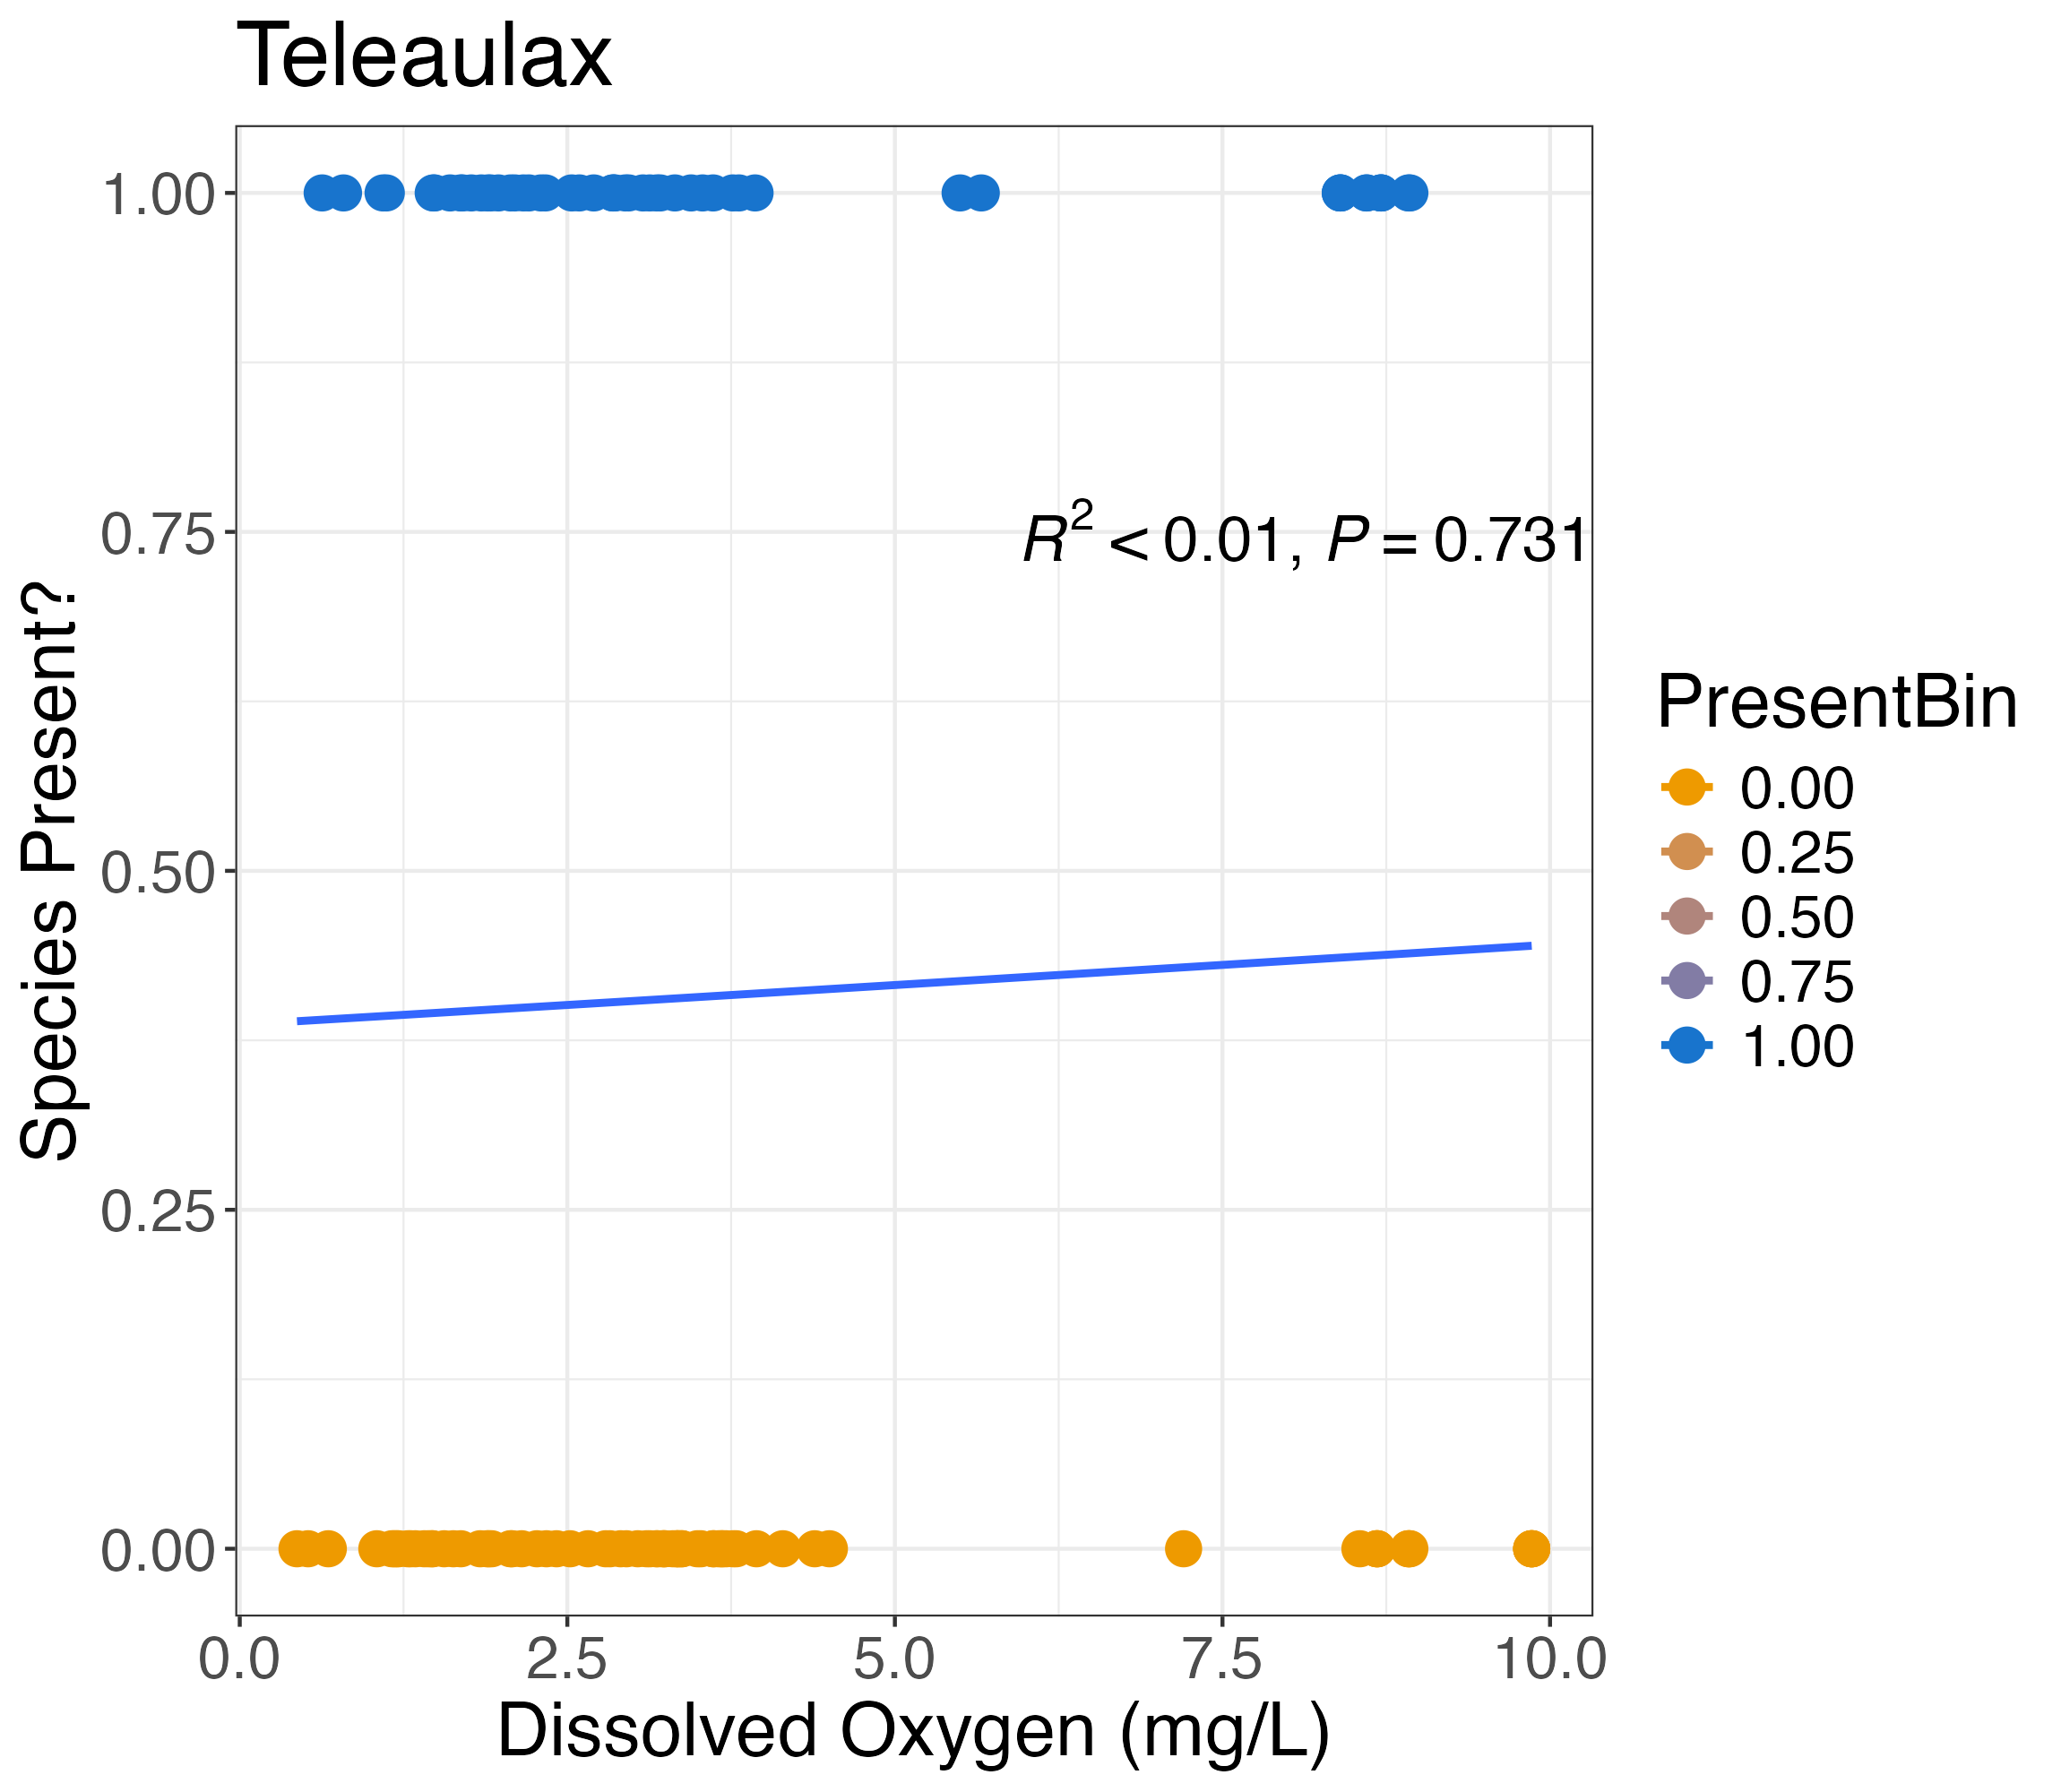 Teleaulax
1.00
0.75
0.50
0.25
0.00
Species Present?
R² < 0.01, P = 0.731
0.0 2.5 5.0 7.5 10.0
Dissolved Oxygen (mg/L)
PresentBin
0.00
0.25
0.50
0.75
1.00